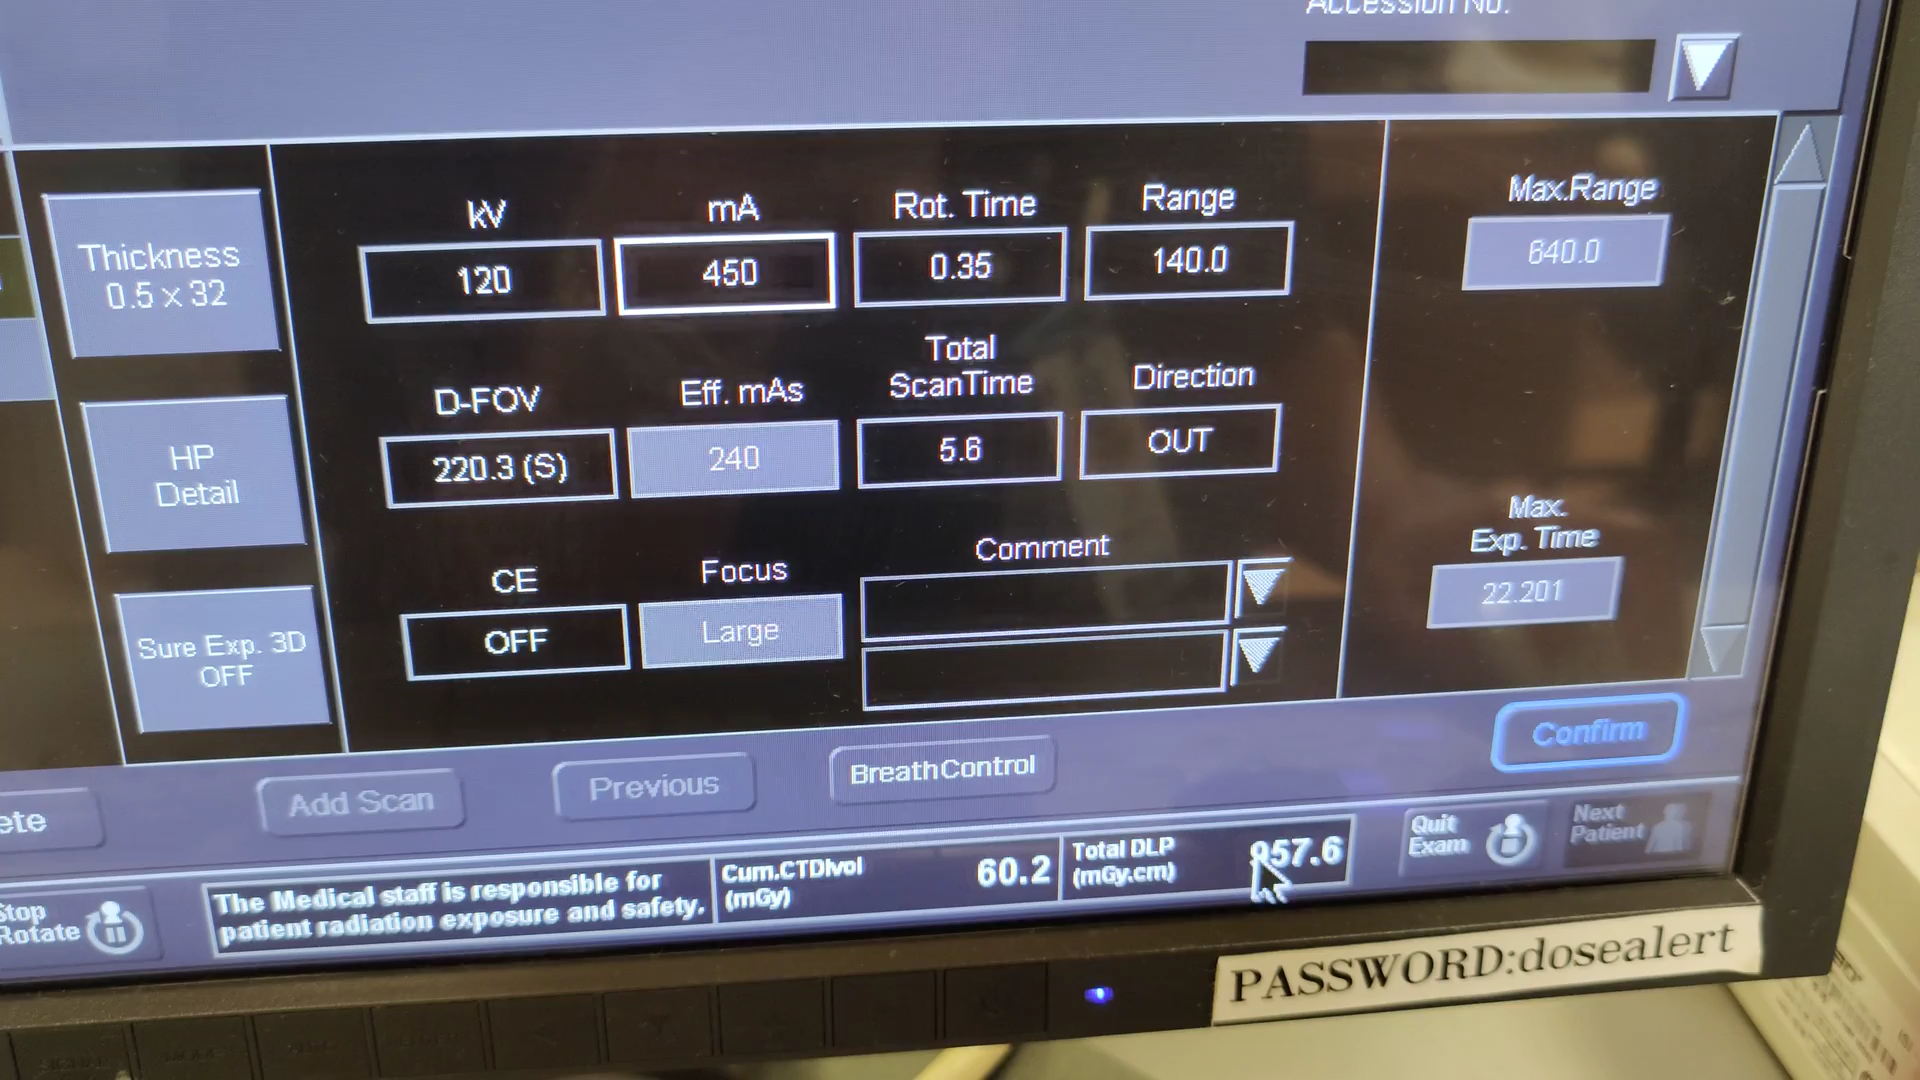 Accession No.
Thickness
0.5 x 32
HP
Detail
Sure Exp. 3D
OFF
kV
120
mA
450
Rot. Time
0.35
Range
140.0
D-FOV
220.3 (S)
Eff. mAs
240
Total
ScanTime
5.6
Direction
OUT
CE
OFF
Focus
Large
Comment
Max.Range
640.0
Max.
Exp. Time
22.201
Confirm
ete
Add Scan
Previous
BreathControl
Stop
Rotate
The Medical staff is responsible for
patient radiation exposure and safety.
Cum.CTDIvol
(mGy)
60.2
Total DLP
(mGy.cm)
957.6
Quit
Exam
Next
Patient
PASSWORD:dosealert